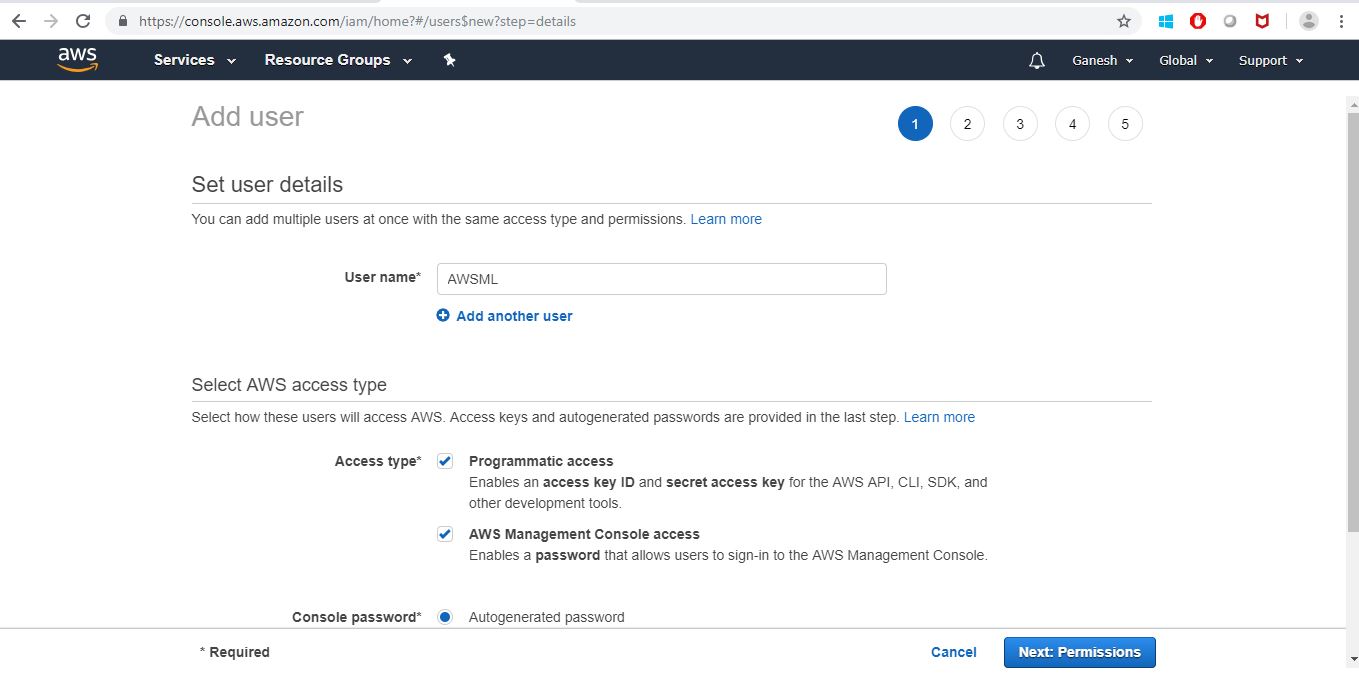 https://console.aws.amazon.com/iam/home?#/users$new?step=details
aws Services Resource Groups Ganesh Global Support
Add user 1 2 3 4 5
Set user details
You can add multiple users at once with the same access type and permissions. Learn more
User name* AWSML
Add another user
Select AWS access type
Select how these users will access AWS. Access keys and autogenerated passwords are provided in the last step. Learn more
Access type* Programmatic access
Enables an access key ID and secret access key for the AWS API, CLI, SDK, and
other development tools.
AWS Management Console access
Enables a password that allows users to sign-in to the AWS Management Console.
Console password* Autogenerated password
* Required Cancel Next: Permissions